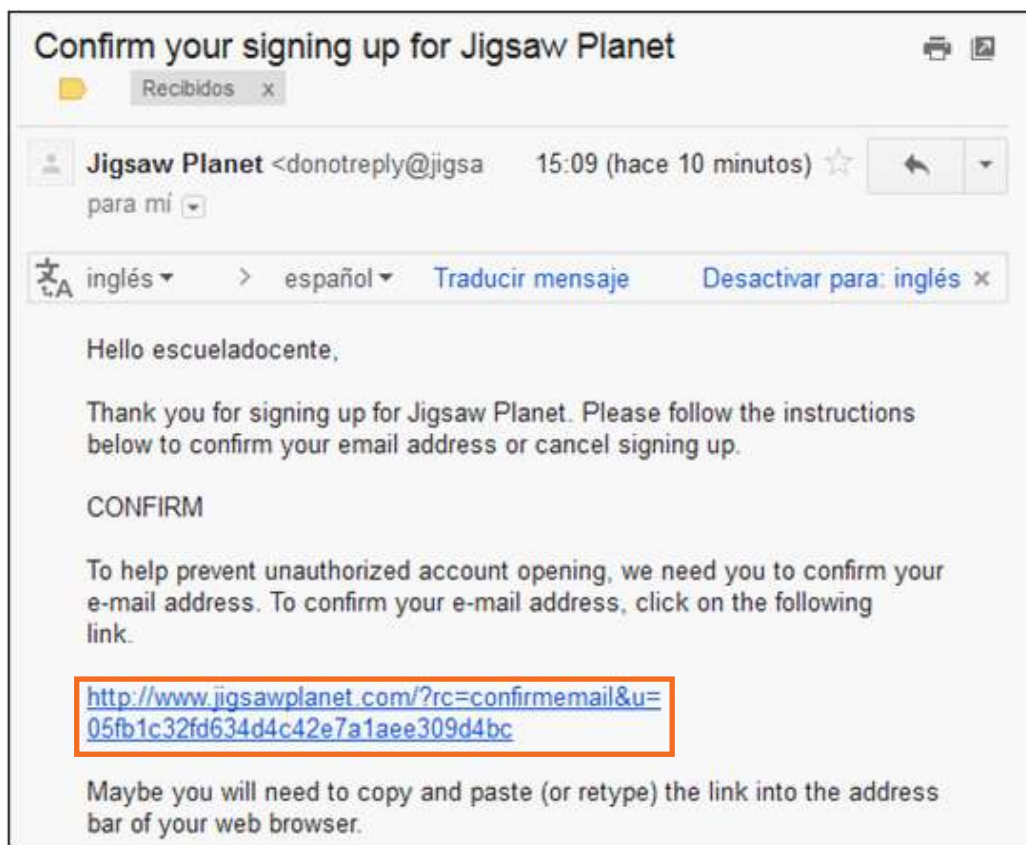 Confirm your signing up for Jigsaw Planet
Recibidos x
Jigsaw Planet <donotreply@jigsa 15:09 (hace 10 minutos)
para mí
inglés > español Traducir mensaje Desactivar para: inglés ×
Hello escueladocente,
Thank you for signing up for Jigsaw Planet. Please follow the instructions
below to confirm your email address or cancel signing up.
CONFIRM
To help prevent unauthorized account opening, we need you to confirm your
e-mail address. To confirm your e-mail address, click on the following
link.
http://www.jigsawplanet.com/?rc=confirmemail&u=
05fb1c32fd634d4c42e7a1aee309d4bc
Maybe you will need to copy and paste (or retype) the link into the address
bar of your web browser.